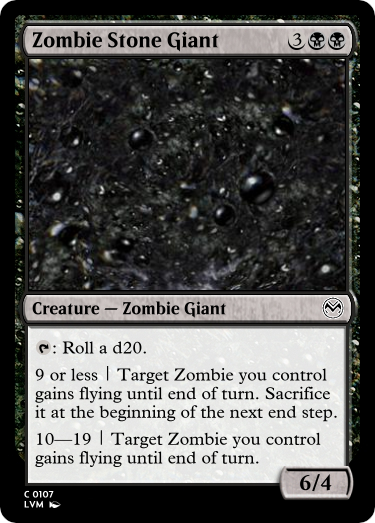 Zombie Stone Giant 3
Creature — Zombie Giant
: Roll a d20.
9 or less | Target Zombie you control
gains flying until end of turn. Sacrifice
it at the beginning of the next end step.
10—19 | Target Zombie you control
gains flying until end of turn.
6/4
C 0107
LVM